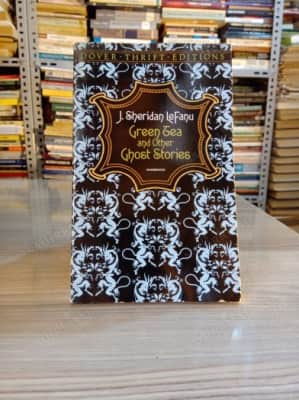 DOVER · THRIFT · EDITIONS
J. Sheridan LeFanu
Green Tea
and Other
Ghost Stories